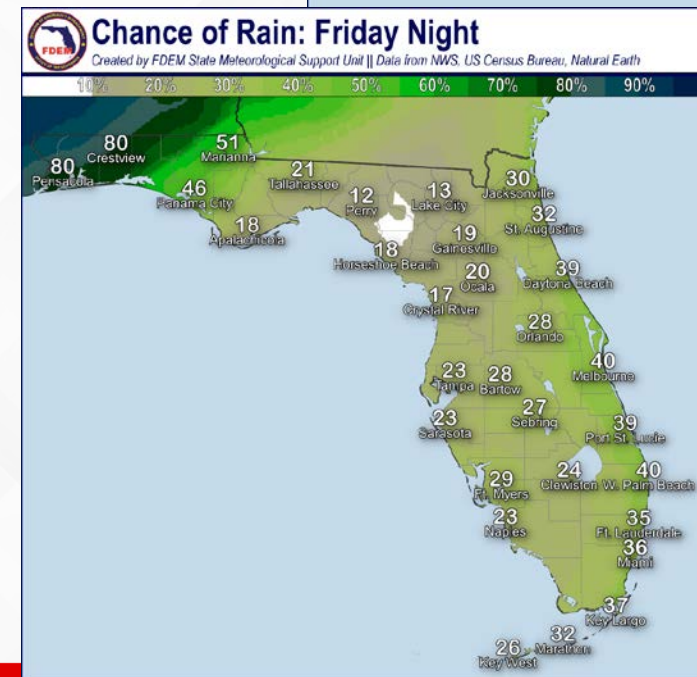 FDEM
Chance of Rain: Friday Night
Created by FDEM State Meteorological Support Unit || Data from NWS, US Census Bureau, Natural Earth
10% 20% 30% 40% 50% 60% 70% 80% 90%
80
Crestview
51
Marianna
80
Pensacola
46
Panama City
21
Tallahassee
12
Perry
13
Lake City
30
Jacksonville
32
St. Augustine
18
Apalachicola
18
Horseshoe Beach
19
Gainesville
20
Ocala
39
Daytona Beach
17
Crystal River
28
Orlando
40
Melbourne
23
Tampa
28
Bartow
27
Sebring
23
Sarasota
39
Port St. Lucie
29
Ft. Myers
24
Clewiston
40
W. Palm Beach
23
Naples
35
Ft. Lauderdale
36
Miami
37
Key Largo
32
Marathon
26
Key West